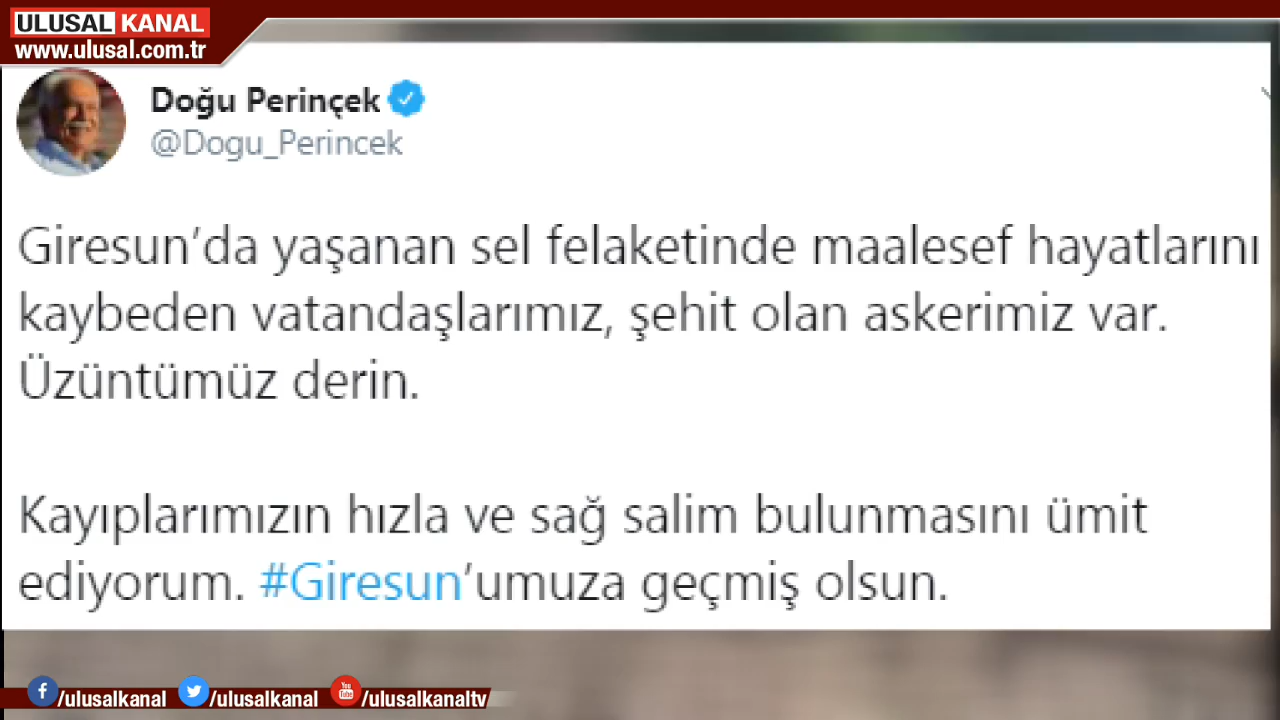 ULUSAL KANAL
www.ulusal.com.tr
Doğu Perinçek
@Dogu_Perincek
Giresun’da yaşanan sel felaketinde maalesef hayatlarını
kaybeden vatandaşlarımız, şehit olan askerimiz var.
Üzüntümüz derin.
Kayıplarımızın hızla ve sağ salim bulunmasını ümit
ediyorum. #Giresun’umuza geçmiş olsun.
/ulusalkanal /ulusalkanal You Tube /ulusalkanaltv